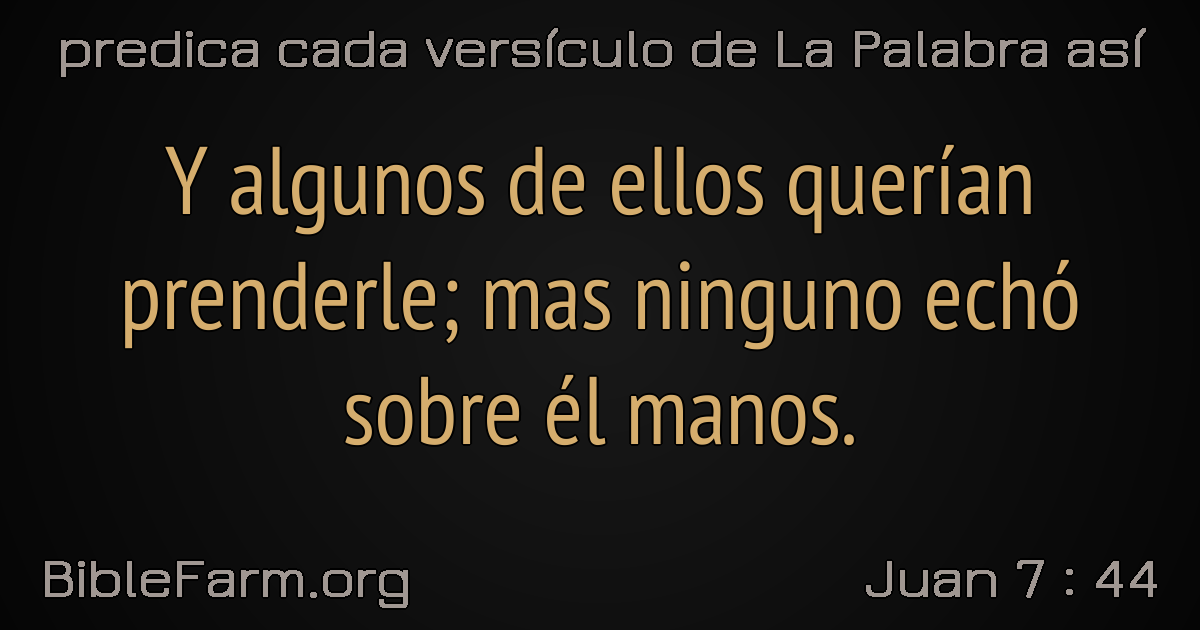 predica cada versículo de La Palabra así
Y algunos de ellos querían
prenderle; mas ninguno echó
sobre él manos.
BibleFarm.org
Juan 7 : 44